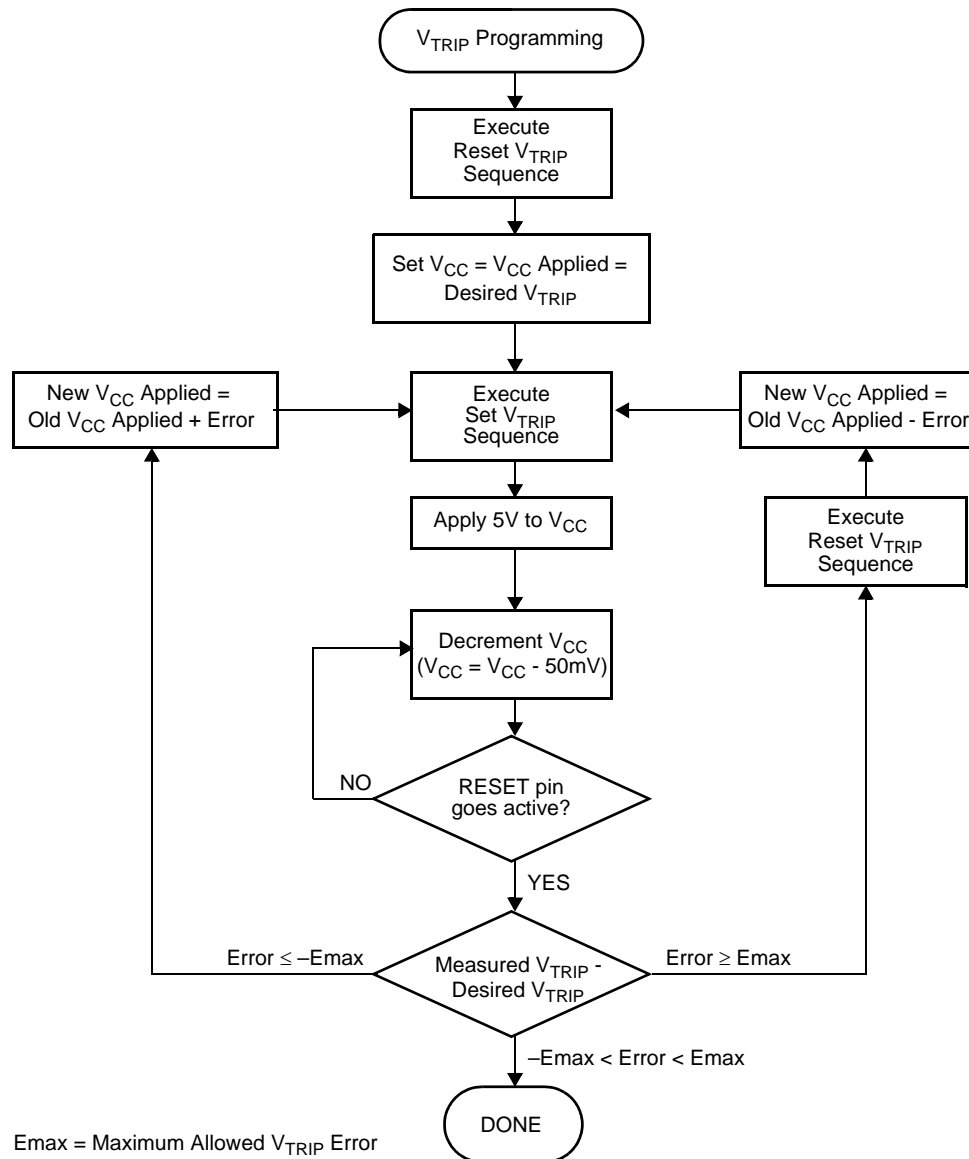 V_TRIP Programming
Execute
Reset V_TRIP
Sequence
Set V_CC = V_CC Applied =
Desired V_TRIP
New V_CC Applied =
Old V_CC Applied + Error
Execute
Set V_TRIP
Sequence
New V_CC Applied =
Old V_CC Applied - Error
Apply 5V to V_CC
Execute
Reset V_TRIP
Sequence
Decrement V_CC
(V_CC = V_CC - 50mV)
NO
RESET pin
goes active?
YES
Error ≤ –Emax
Measured V_TRIP -
Desired V_TRIP
Error ≥ Emax
–Emax < Error < Emax
DONE
Emax = Maximum Allowed V_TRIP Error